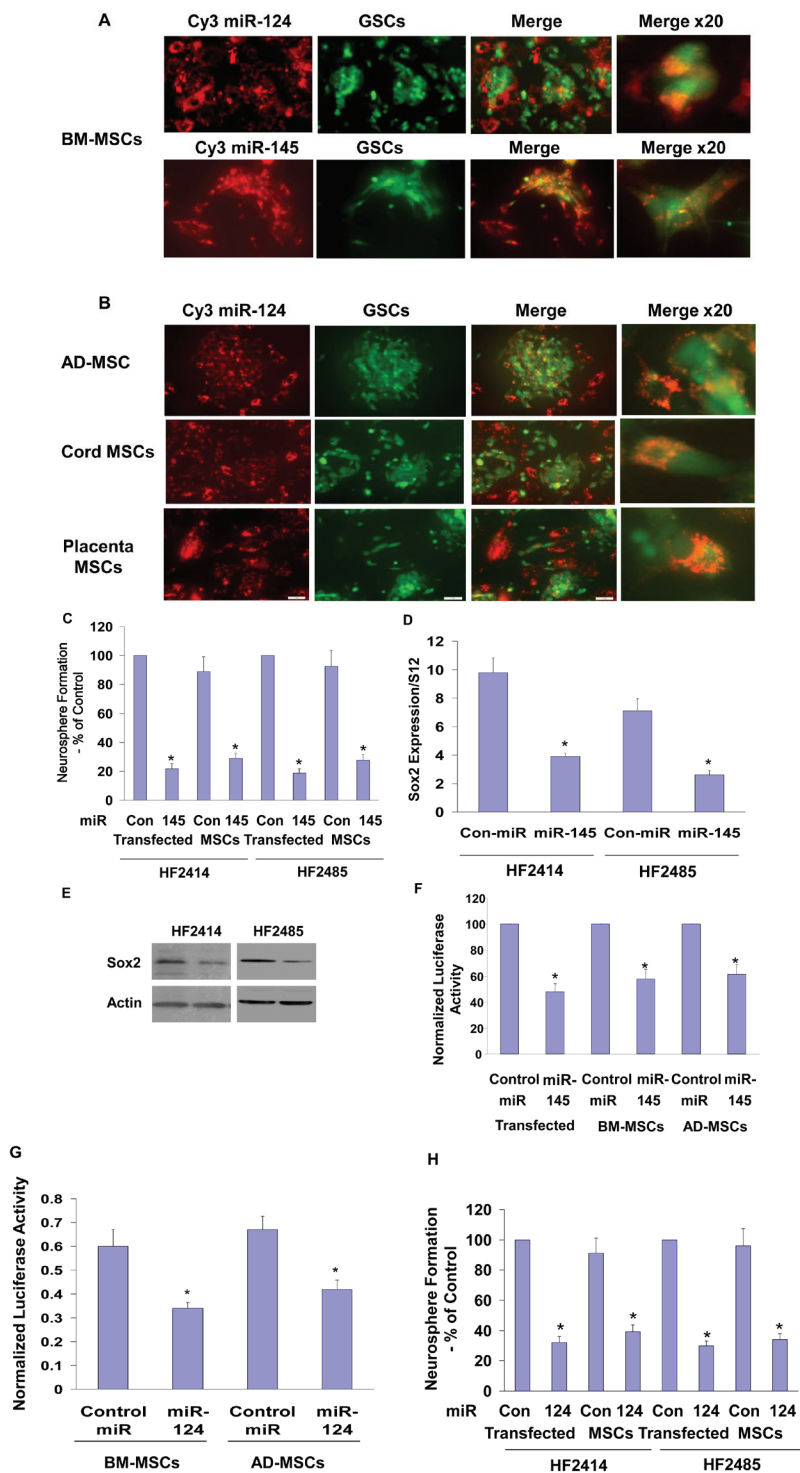 A
Cy3 miR-124 GSCs Merge Merge x20
BM-MSCs
Cy3 miR-145 GSCs Merge Merge x20
B
Cy3 miR-124 GSCs Merge Merge x20
AD-MSC
Cord MSCs
Placenta
MSCs
C
Neurosphere Formation
- % of Control
120
100
80
60
40
20
0
miR Con 145 Con 145 Con 145 Con 145
Transfected MSCs Transfected MSCs
HF2414 HF2485
D
Sox2 Expression/S12
12
10
8
6
4
2
0
* *
Con-miR miR-145 Con-miR miR-145
HF2414 HF2485
* * * *
E
HF2414 HF2485
Sox2
Actin
F
Normalized Luciferase
Activity
120
100
80
60
40
20
0
* * *
Control miR- Control miR- Control miR-
miR 145 miR 145 miR 145
Transfected BM-MSCs AD-MSCs
G
Normalized Luciferase Activity
0.8
0.7
0.6
0.5
0.4
0.3
0.2
0.1
0
* *
Control miR- Control miR-
miR 124 miR 124
BM-MSCs AD-MSCs
H
Neurosphere Formation
- % of Control
120
100
80
60
40
20
0
* * * *
miR Con 124 Con 124 Con 124 Con 124
Transfected MSCs Transfected MSCs
HF2414 HF2485